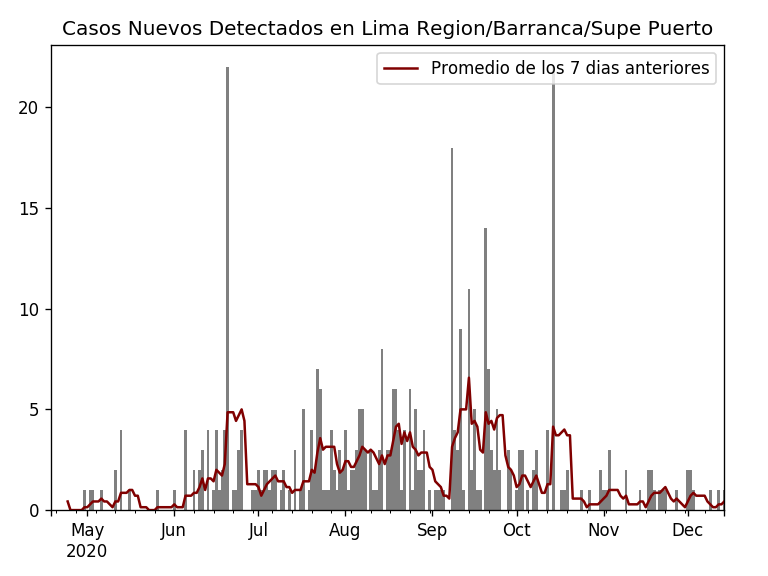 Casos Nuevos Detectados en Lima Region/Barranca/Supe Puerto
Promedio de los 7 dias anteriores
20
15
10
5
0
May Jun Jul Aug Sep Oct Nov Dec
2020